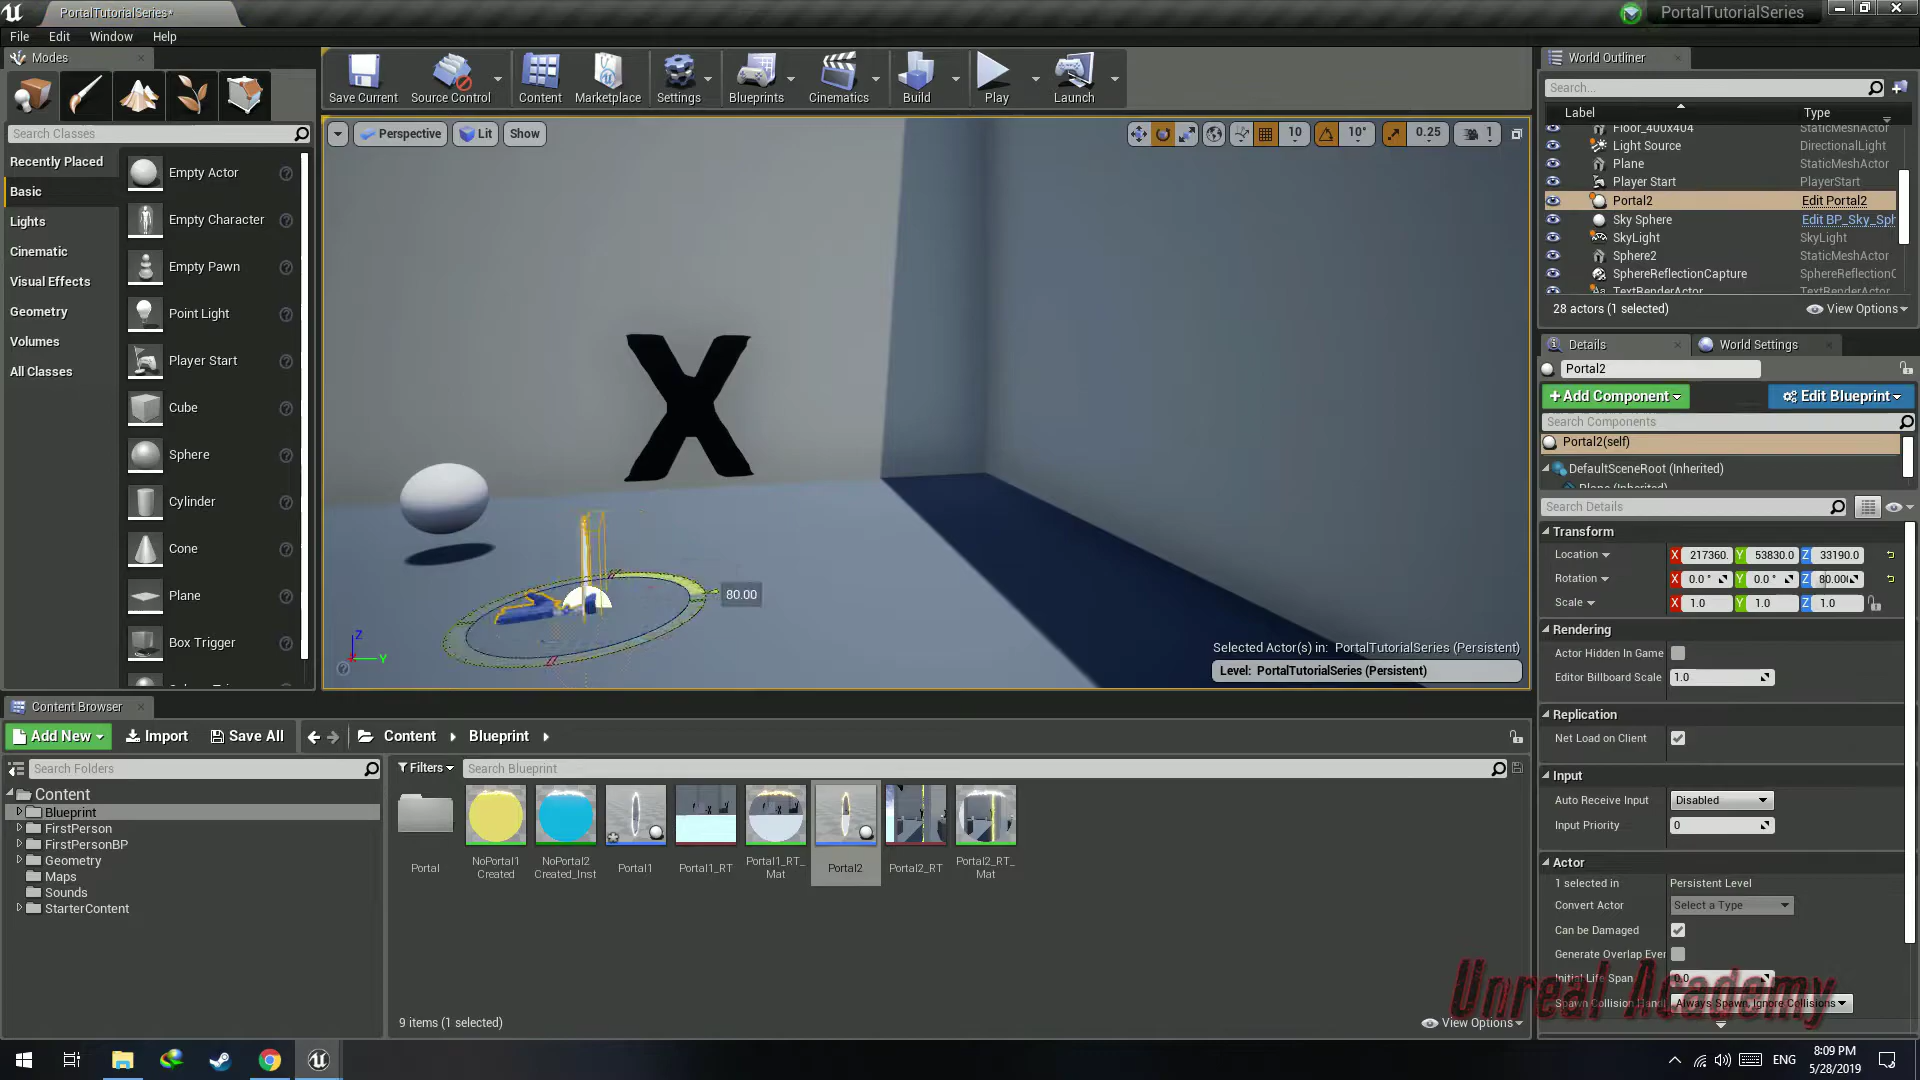 PortalTutorialSeries*
PortalTutorialSeries
File Edit Window Help
Modes
Search Classes
Recently Placed
Basic
Lights
Cinematic
Visual Effects
Geometry
Volumes
All Classes
Empty Actor
Empty Character
Empty Pawn
Point Light
Player Start
Cube
Sphere
Cylinder
Cone
Plane
Box Trigger
Save Current
Source Control
Content
Marketplace
Settings
Blueprints
Cinematics
Build
Play
Launch
Perspective
Lit
Show
10
10°
0.25
1
X
80.00
Z
Y
Selected Actor(s) in: PortalTutorialSeries (Persistent)
Level: PortalTutorialSeries (Persistent)
World Outliner
Search...
Label Type
Floor_400x404 StaticMeshActor
Light Source DirectionalLight
Plane StaticMeshActor
Player Start PlayerStart
Portal2 Edit Portal2
Sky Sphere Edit BP_Sky_Sph
SkyLight SkyLight
Sphere2 StaticMeshActor
SphereReflectionCapture SphereReflectionC
TextRenderActor TextRenderActor
28 actors (1 selected)
View Options
Details
World Settings
Portal2
+Add Component
Edit Blueprint
Search Components
Portal2(self)
DefaultSceneRoot (Inherited)
Plane (Inherited)
Search Details
Transform
Location X 217360. Y 53830.0 Z 33190.0
Rotation X 0.0 ° Y 0.0 ° Z 80.00
Scale X 1.0 Y 1.0 Z 1.0
Rendering
Actor Hidden In Game
Editor Billboard Scale 1.0
Replication
Net Load on Client
Input
Auto Receive Input Disabled
Input Priority 0
Actor
1 selected in Persistent Level
Convert Actor Select a Type
Can be Damaged
Generate Overlap Ever
Initial Life Span 0.0
Spawn Collision Handl Always Spawn, Ignore Collisions
Unreal Academy
Content Browser
Add New
Import
Save All
Content
Blueprint
Search Folders
Filters
Search Blueprint
Content
Blueprint
FirstPerson
FirstPersonBP
Geometry
Maps
Sounds
StarterContent
Portal
NoPortal1
Created
NoPortal2
Created_Inst
Portal1
Portal1_RT
Portal1_RT_
Mat
Portal2
Portal2_RT
Portal2_RT_
Mat
9 items (1 selected)
View Options
ENG
8:09 PM
5/28/2019